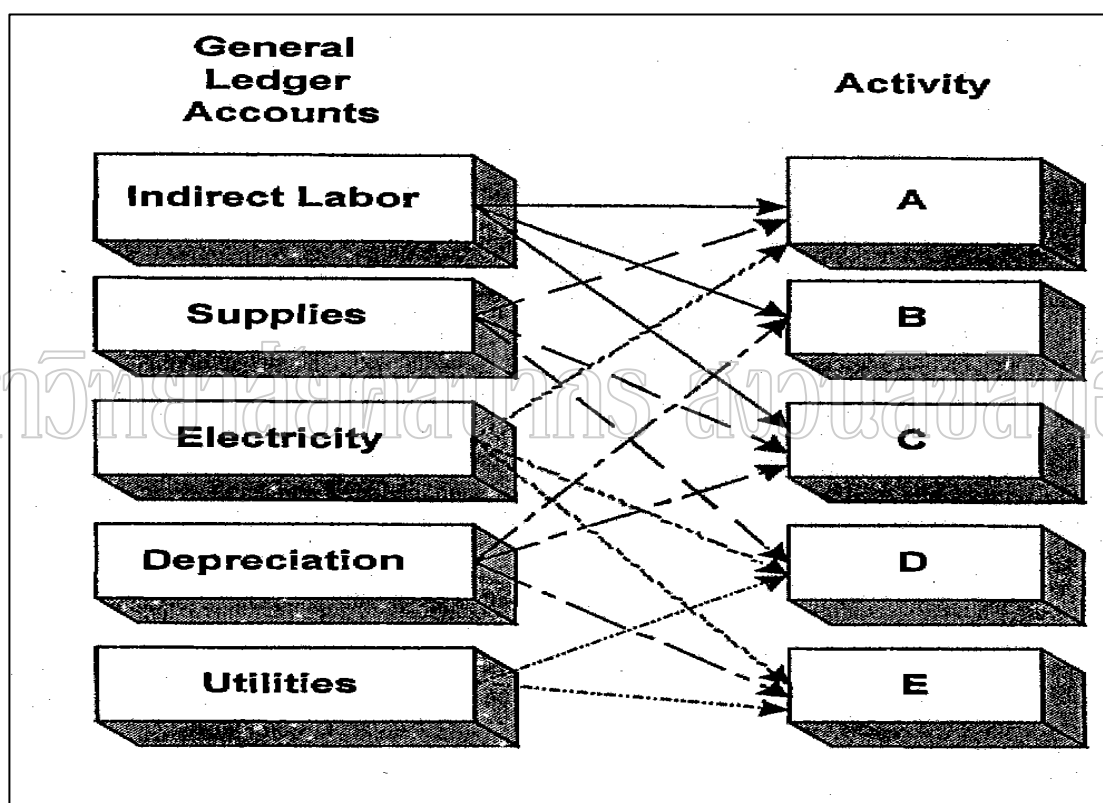 General
Ledger
Accounts
Activity
Indirect Labor
A
Supplies
B
Electricity
C
Depreciation
D
Utilities
E